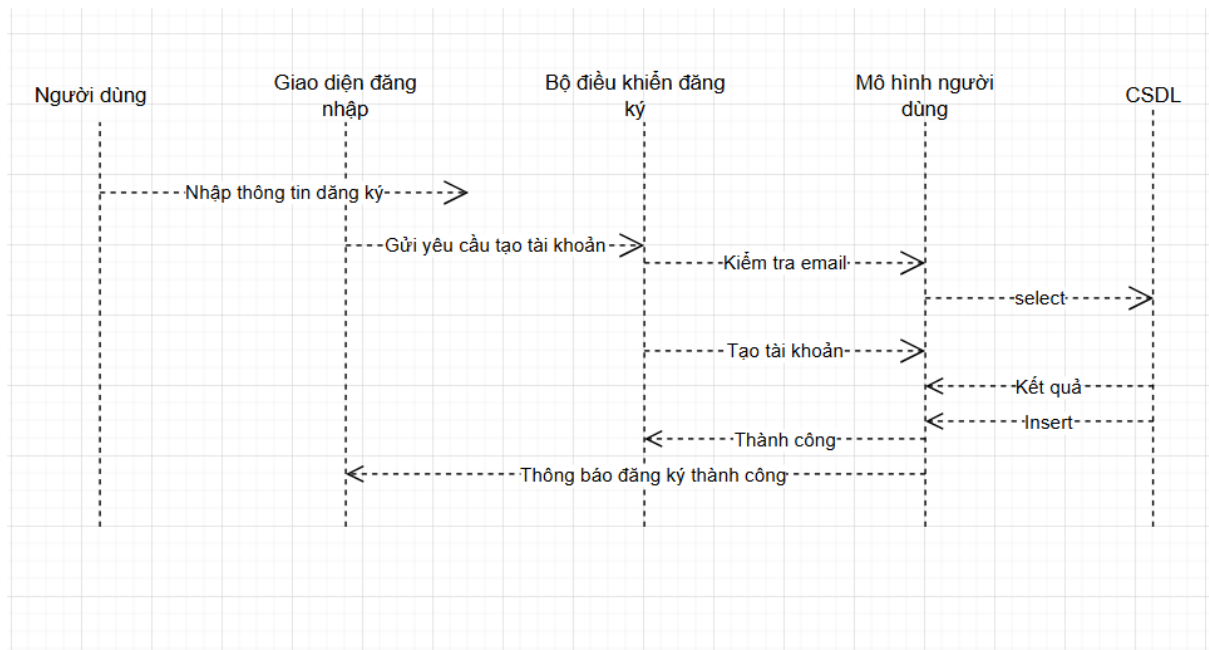 Người dùng
Giao diện đăng
nhập
Bộ điều khiển đăng
ký
Mô hình người
dùng
CSDL
Nhập thông tin dăng ký
Gửi yêu cầu tạo tài khoản
Kiểm tra email
select
Tạo tài khoản
Kết quả
Insert
Thành công
Thông báo đăng ký thành công